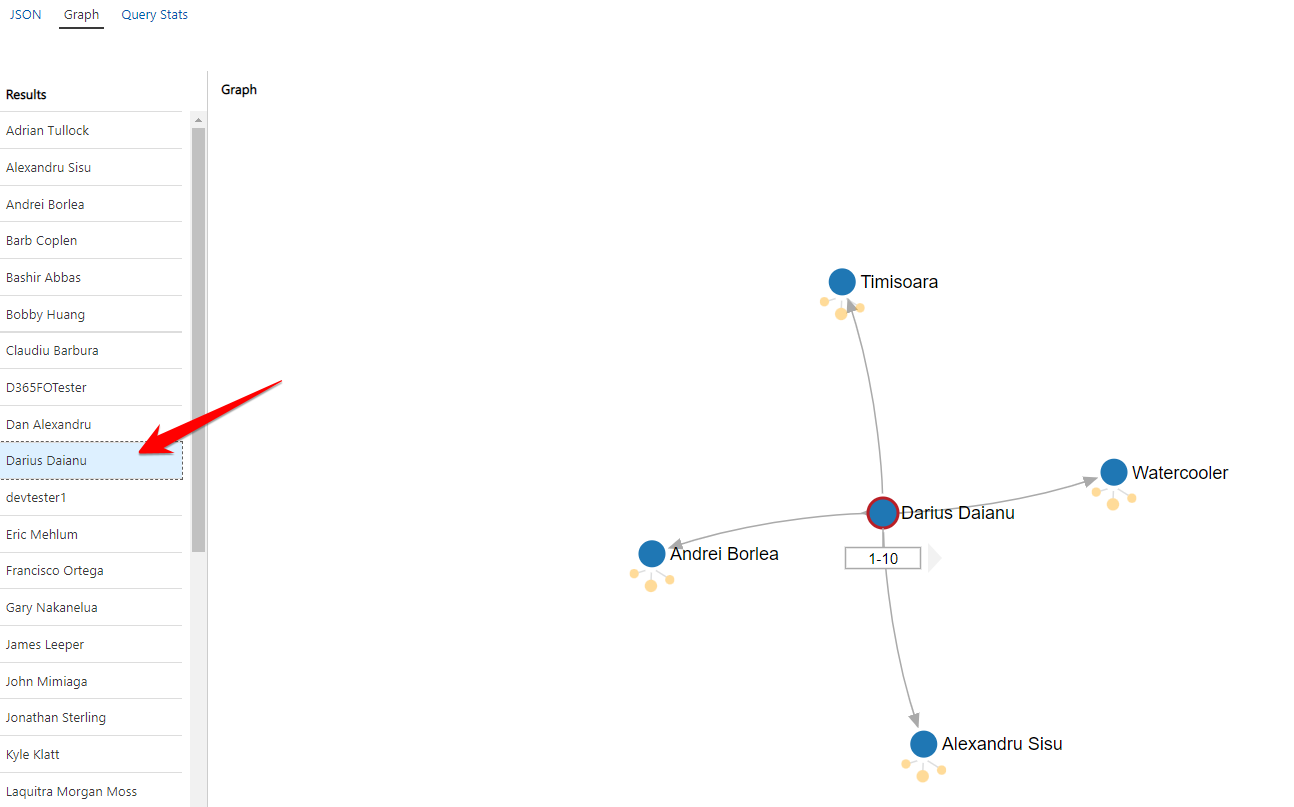 JSON Graph Query Stats
Results
Adrian Tullock
Alexandru Sisu
Andrei Borlea
Barb Coplen
Bashir Abbas
Bobby Huang
Claudiu Barbura
D365FOTester
Dan Alexandru
Darius Daianu
devtester1
Eric Mehlum
Francisco Ortega
Gary Nakanelua
James Leeper
John Mimiaga
Jonathan Sterling
Kyle Klatt
Laquitra Morgan Moss
Graph
Timisoara
Watercooler
Darius Daianu
Andrei Borlea
1-10
Alexandru Sisu